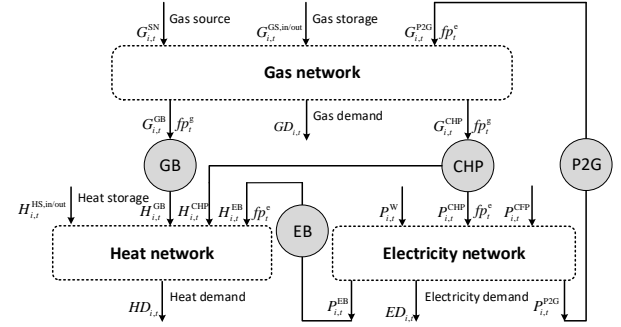 Gas source Gas storage
G_{i,t}^{SN} G_{i,t}^{GS,in/out} G_{i,t}^{P2G} fp_t^e
Gas network
G_{i,t}^{GB} fp_t^g Gas demand GD_{i,t} G_{i,t}^{CHP} fp_t^g
GB CHP P2G
Heat storage
H_{i,t}^{HS,in/out} H_{i,t}^{GB} H_{i,t}^{CHP} H_{i,t}^{EB} fp_t^e P_{i,t}^{W} P_{i,t}^{CHP} fp_t^e P_{i,t}^{CFP}
EB
Heat network Electricity network
Heat demand Electricity demand
HD_{i,t} P_{i,t}^{EB} ED_{i,t} P_{i,t}^{P2G}